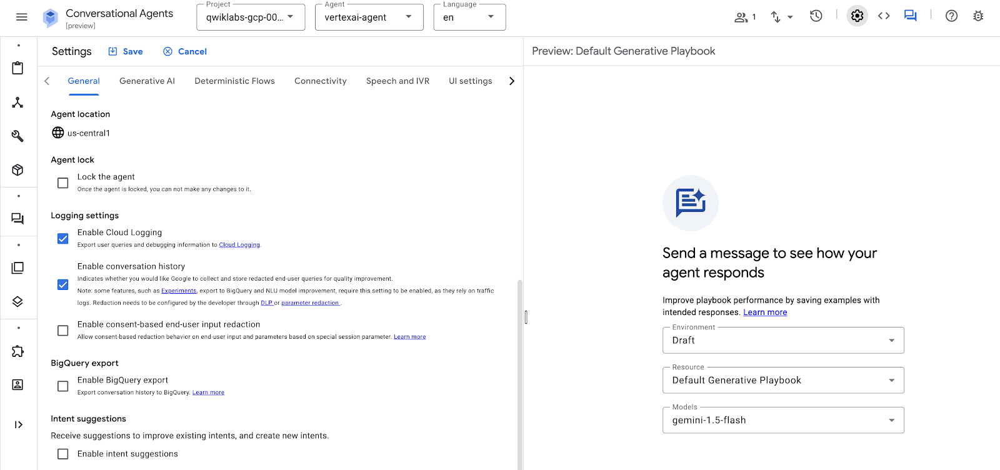 Conversational Agents
[preview]
Project
qwiklabs-gcp-00...
Agent
vertexai-agent
Language
en
1
Settings
Save
Cancel
General
Generative AI
Deterministic Flows
Connectivity
Speech and IVR
UI settings
Agent location
us-central1
Agent lock
Lock the agent
Once the agent is locked, you can not make any changes to it.
Logging settings
Enable Cloud Logging
Export user queries and debugging information to Cloud Logging.
Enable conversation history
Indicates whether you would like Google to collect and store redacted end-user queries for quality improvement.
Note: some features, such as Experiments, export to BigQuery and NLU model improvement, require this setting to be enabled, as they rely on traffic
logs. Redaction needs to be configured by the developer through DLP or parameter redaction .
Enable consent-based end-user input redaction
Allow consent-based redaction behavior on end-user input and parameters based on special session parameter. Learn more
BigQuery export
Enable BigQuery export
Export conversation history to BigQuery. Learn more
Intent suggestions
Receive suggestions to improve existing intents, and create new intents.
Enable intent suggestions
Preview: Default Generative Playbook
Send a message to see how your
agent responds
Improve playbook performance by saving examples with
intended responses. Learn more
Environment
Draft
Resource
Default Generative Playbook
Models
gemini-1.5-flash